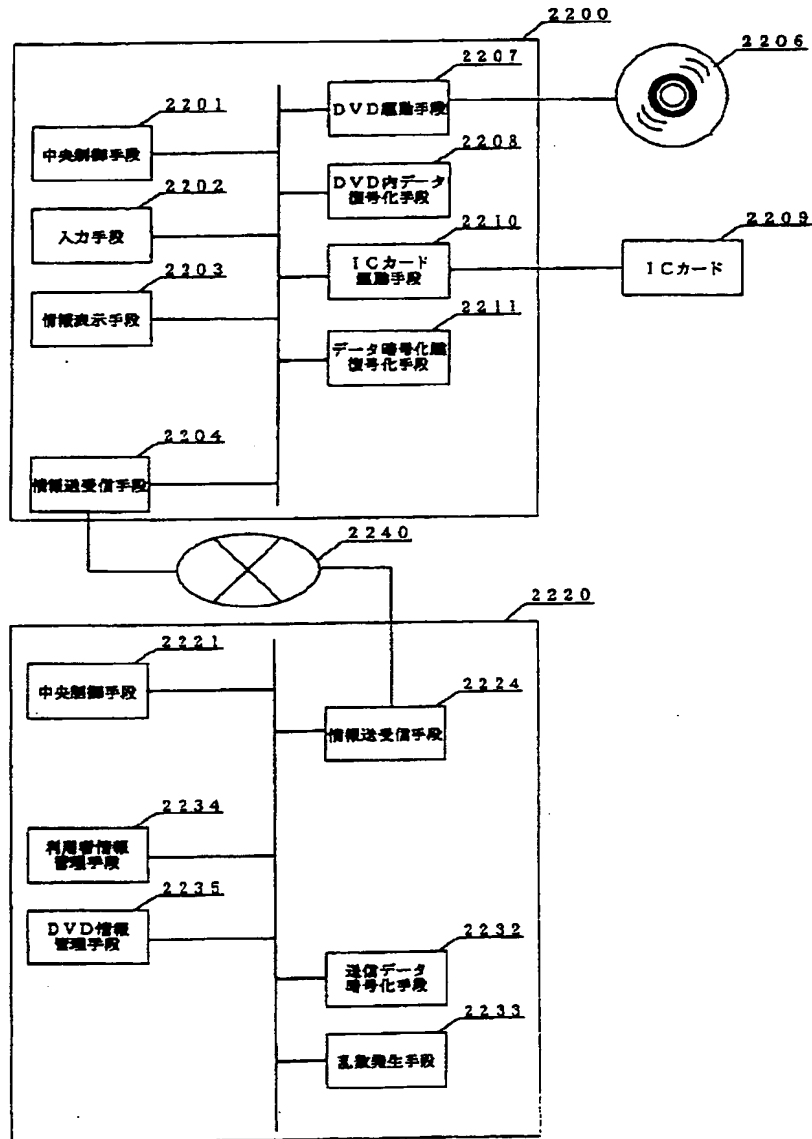 2200
2206
2207
DVD駆動手段
2201
中央制御手段
2208
DVD内データ
復号化手段
2202
入力手段
2210
ICカード
駆動手段
2209
ICカード
2203
情報表示手段
2211
データ暗号化鍵
復号化手段
2204
情報送受信手段
2240
2220
2221
中央制御手段
2224
情報送受信手段
2234
利用者情報
管理手段
2235
DVD情報
管理手段
2232
送信データ
暗号化手段
2233
乱数発生手段